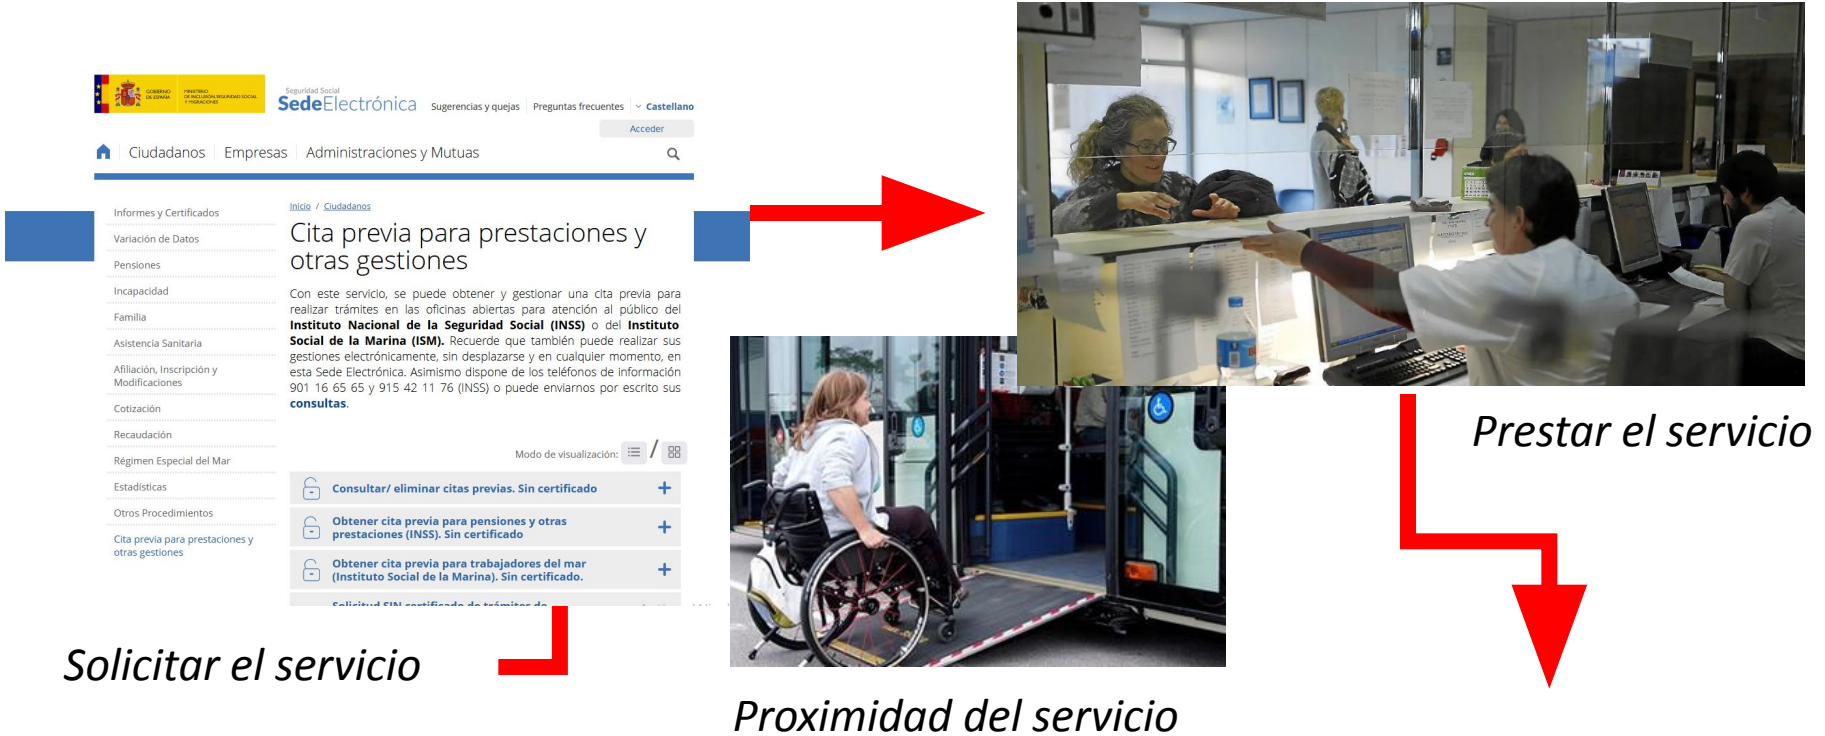 GOBIERNO
DE ESPAÑA
MINISTERIO
DE INCLUSIÓN, SEGURIDAD SOCIAL
Y MIGRACIONES
Seguridad Social
SedeElectrónica
Sugerencias y quejas
Preguntas frecuentes
Castellano
Acceder
Ciudadanos
Empresas
Administraciones y Mutuas
Informes y Certificados
Variación de Datos
Pensiones
Incapacidad
Familia
Asistencia Sanitaria
Afiliación, Inscripción y
Modificaciones
Cotización
Recaudación
Régimen Especial del Mar
Estadísticas
Otros Procedimientos
Cita previa para prestaciones y
otras gestiones
Inicio / Ciudadanos
Cita previa para prestaciones y
otras gestiones
Con este servicio, se puede obtener y gestionar una cita previa para
realizar trámites en las oficinas abiertas para atención al público del
Instituto Nacional de la Seguridad Social (INSS) o del Instituto
Social de la Marina (ISM). Recuerde que también puede realizar sus
gestiones electrónicamente, sin desplazarse y en cualquier momento, en
esta Sede Electrónica. Asimismo dispone de los teléfonos de información
901 16 65 65 y 915 42 11 76 (INSS) o puede enviarnos por escrito sus
consultas.
Modo de visualización: /
Consultar/ eliminar citas previas. Sin certificado
Obtener cita previa para pensiones y otras
prestaciones (INSS). Sin certificado
Obtener cita previa para trabajadores del mar
(Instituto Social de la Marina). Sin certificado.
Solicitud SIN certificado de trámites de
Solicitar el servicio
Proximidad del servicio
Prestar el servicio